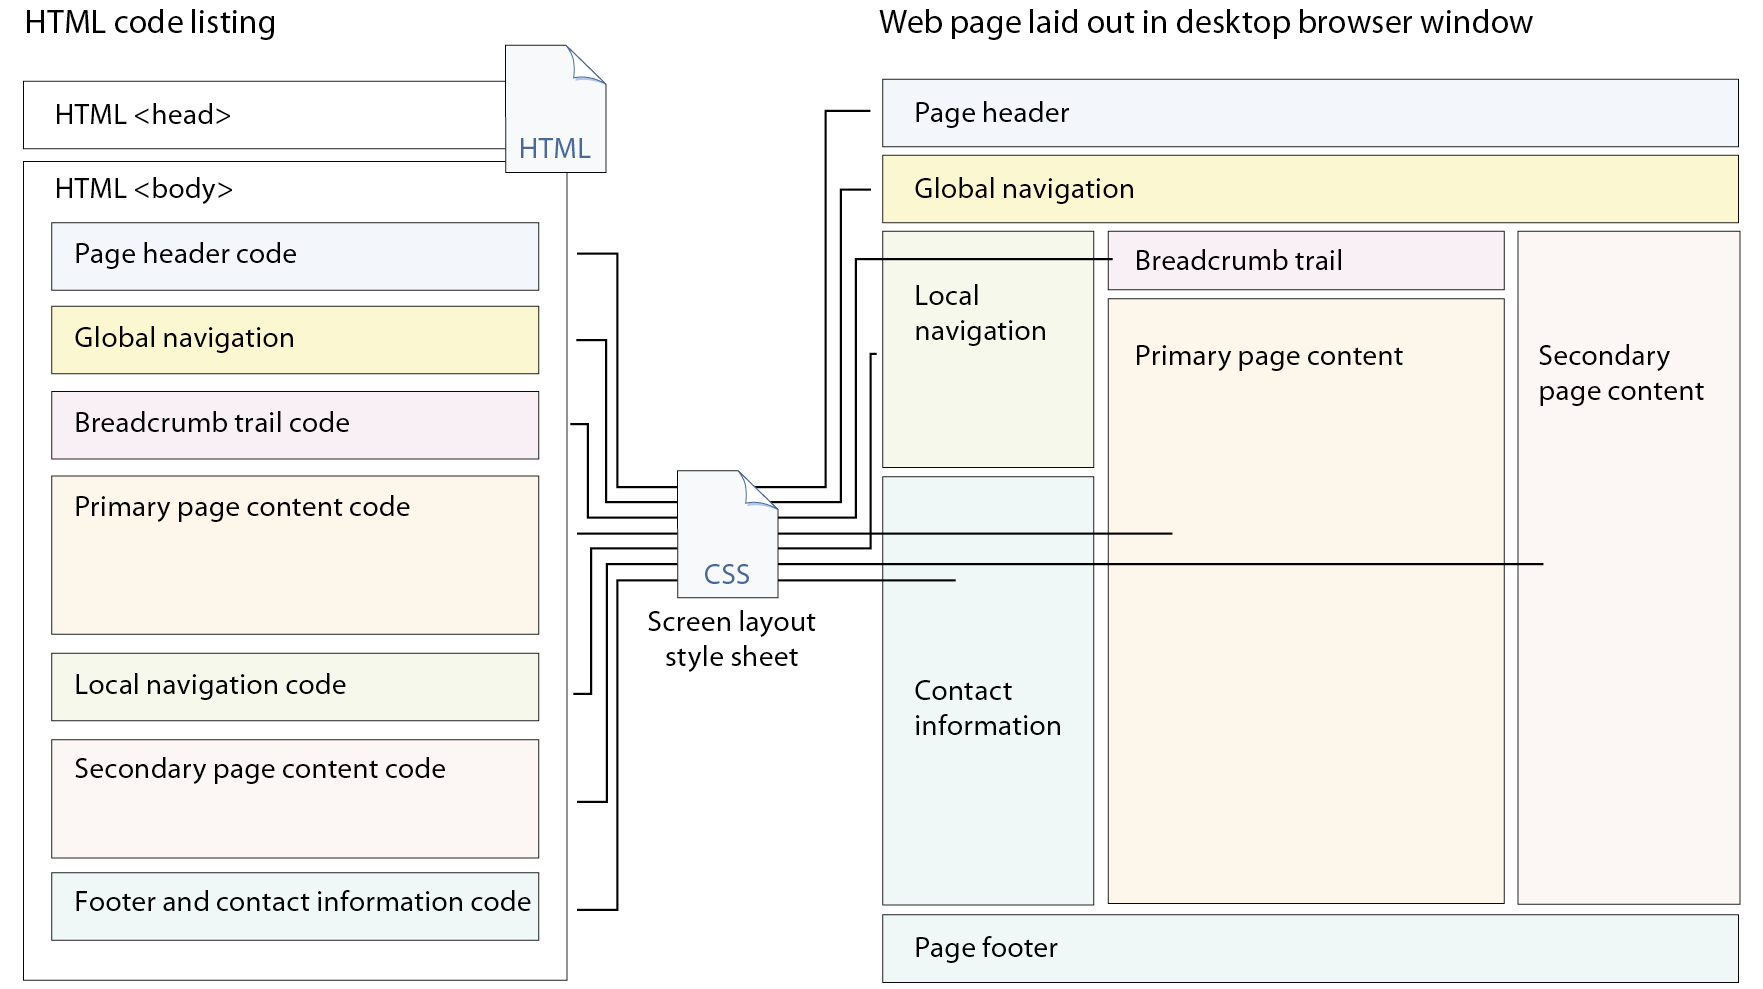 HTML code listing
HTML <head>
HTML
HTML <body>
Page header code
Global navigation
Breadcrumb trail code
Primary page content code
Local navigation code
Secondary page content code
Footer and contact information code
CSS
Screen layout
style sheet
Web page laid out in desktop browser window
Page header
Global navigation
Local
navigation
Breadcrumb trail
Primary page content
Secondary
page content
Contact
information
Page footer